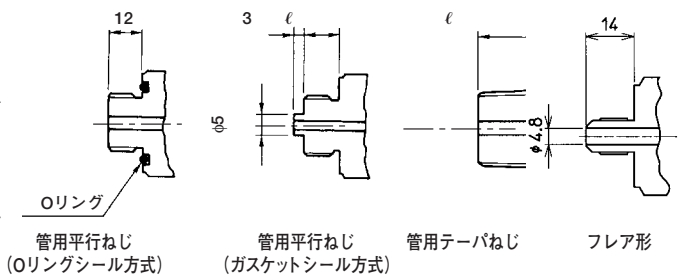 12
3 ℓ
ℓ
14
φ5
φ4.8
Oリング
管用平行ねじ
(Oリングシール方式)
管用平行ねじ
(ガスケットシール方式)
管用テーパねじ
フレア形